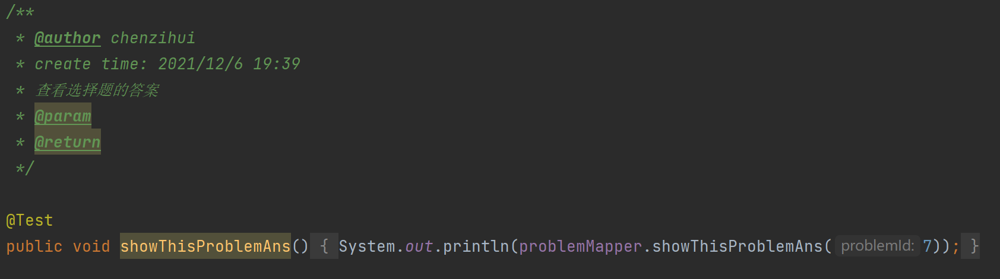 /**
* @author chenzihui
* create time: 2021/12/6 19:39
* 查看选择题的答案
* @param
* @return
*/
@Test
public void showThisProblemAns() { System.out.println(problemMapper.showThisProblemAns( problemId: 7)); }